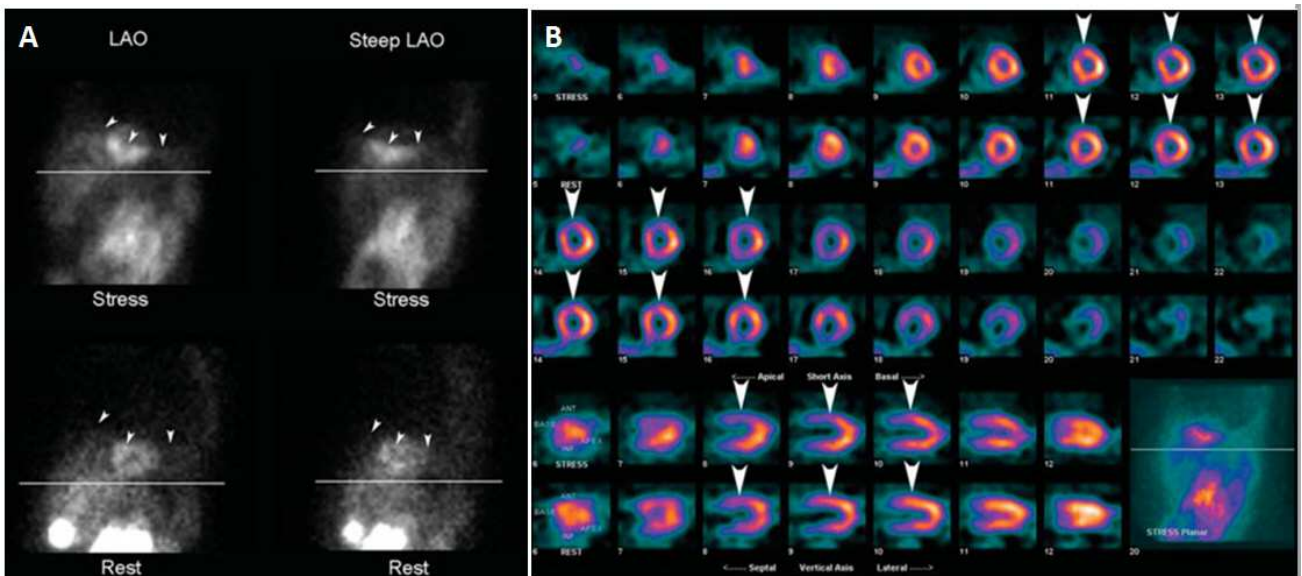 A
LAO
Steep LAO
Stress
Stress
Rest
Rest
B
5 STRESS 6 7 8 9 10 11 12 13
5 REST 6 7 8 9 10 11 12 13
14 15 16 17 18 19 20 21 22
14 15 16 17 18 19 20 21 22
<----- Apical Short Axis Basal ----->
ANT
BASE APEX
INF
6 STRESS 7 8 9 10 11 12
ANT
BASE APEX
INF
6 REST 7 8 9 10 11 12
STRESS Planar
20
<----- Septal Vertical Axis Lateral ----->